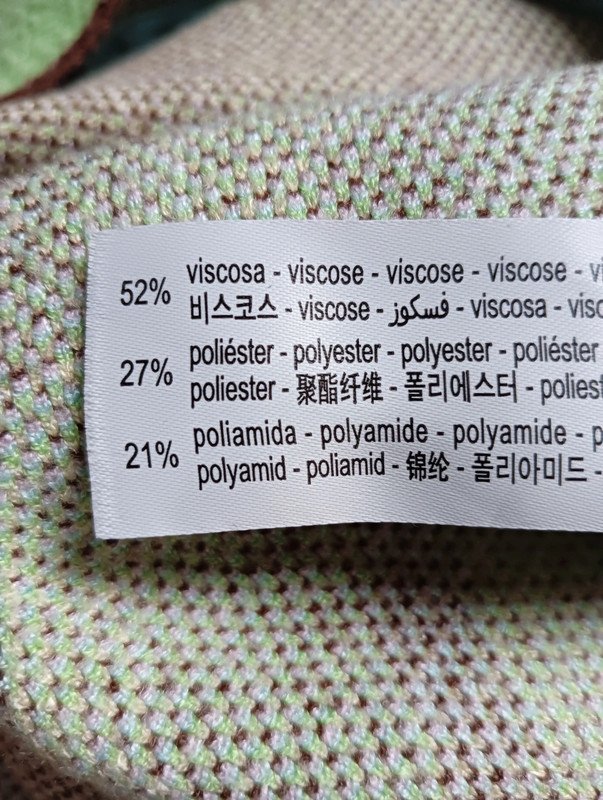 52% viscosa - viscose - viscose - viscose -
비스코스 - viscose - فسكوز - viscosa -
27% poliéster - polyester - polyester - poliéster
poliester - 聚酯纤维 - 폴리에스터 -
21% poliamida - polyamide - polyamide -
polyamid - poliamid - 锦纶 - 폴리아미드 -